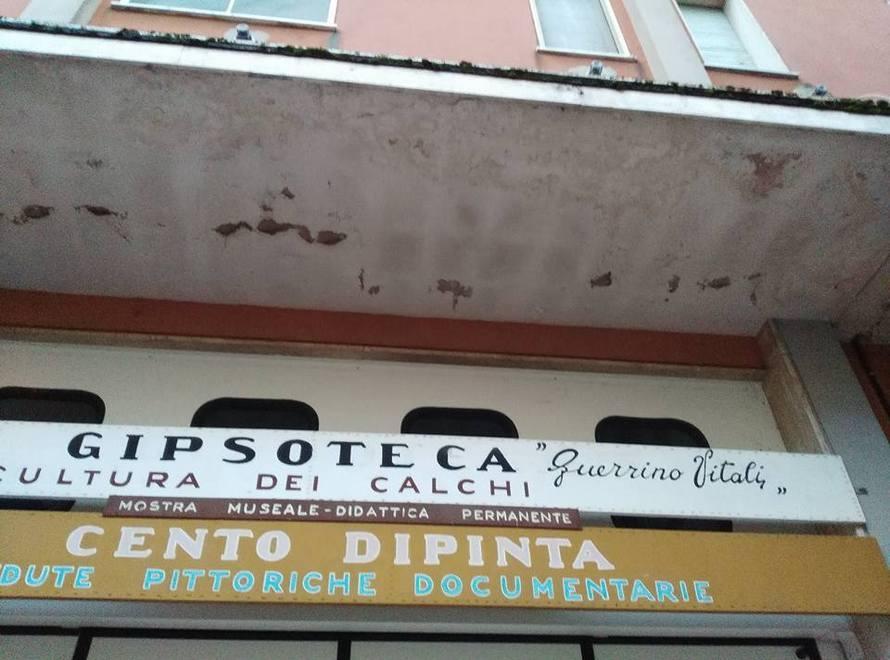 GIPSOTECA "Guerrino Vitali"
CULTURA DEI CALCHI
MOSTRA MUSEALE-DIDATTICA PERMANENTE
CENTO DIPINTA
PITTORICHE DOCUMENTARIE